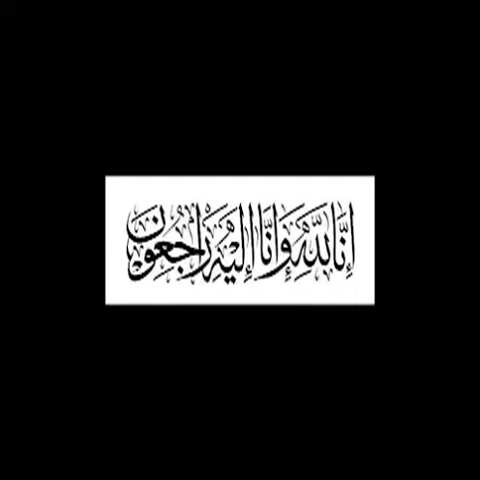 إِنَّا لِلَّٰهِ وَإِنَّا إِلَيْهِ رَاجِعُونَ